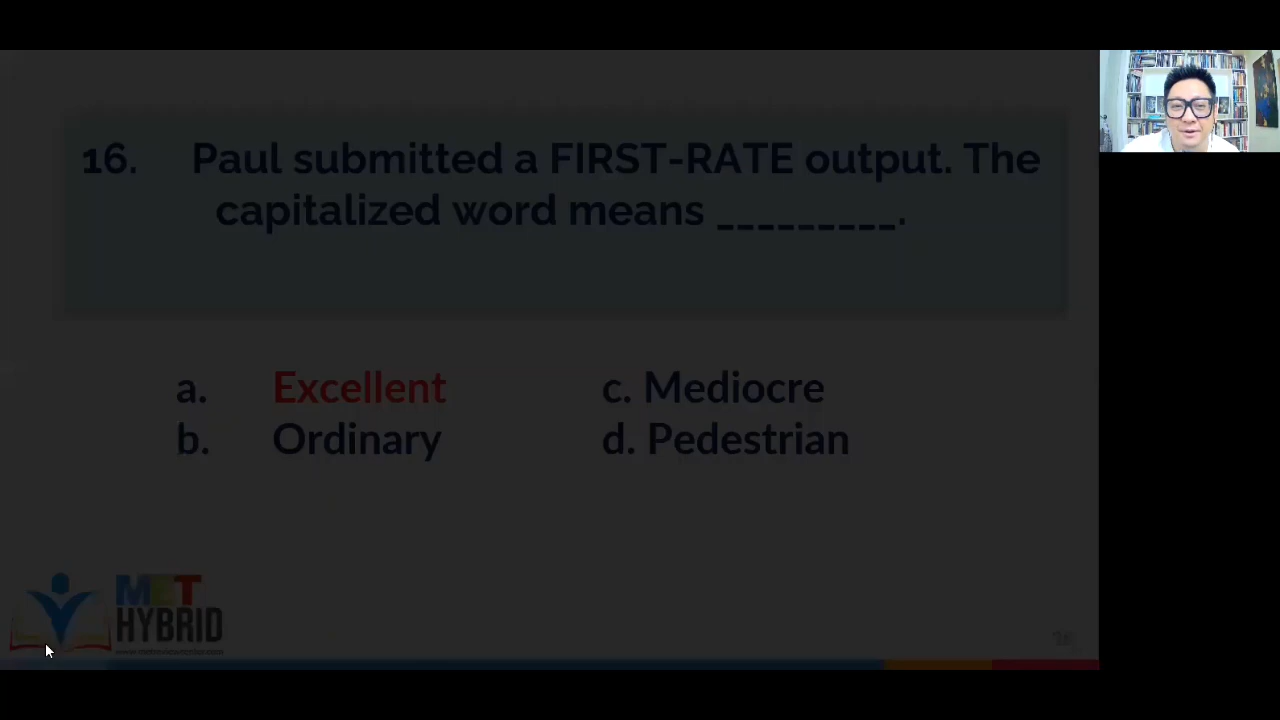 16. Paul submitted a FIRST-RATE output. The
capitalized word means _________.
a. Excellent
c. Mediocre
b. Ordinary
d. Pedestrian
MET
HYBRID